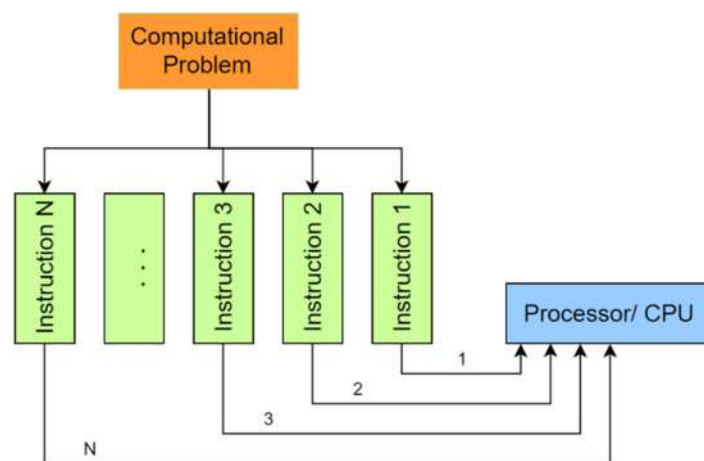 Computational
Problem
Instruction N
. . .
Instruction 3
Instruction 2
Instruction 1
Processor/ CPU
1
2
3
N